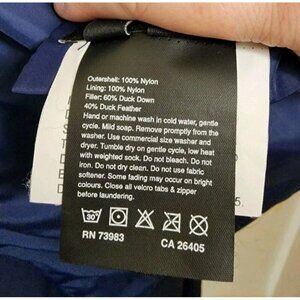 Outershell: 100% Nylon
Lining: 100% Nylon
Filler: 60% Duck Down
40% Duck Feather
Hand or machine wash in cold water, gentle
cycle. Mild soap. Remove promptly from the
washer. Use commercial size washer and
dryer. Tumble dry on gentle cycle, low heat
with weighted sock. Do not bleach. Do not
iron. Do not dry clean. Do not use fabric
softener. Some fading may occur on bright
colours. Close all velcro tabs & zipper
before laundering.
30°
RN 73983 CA 26405